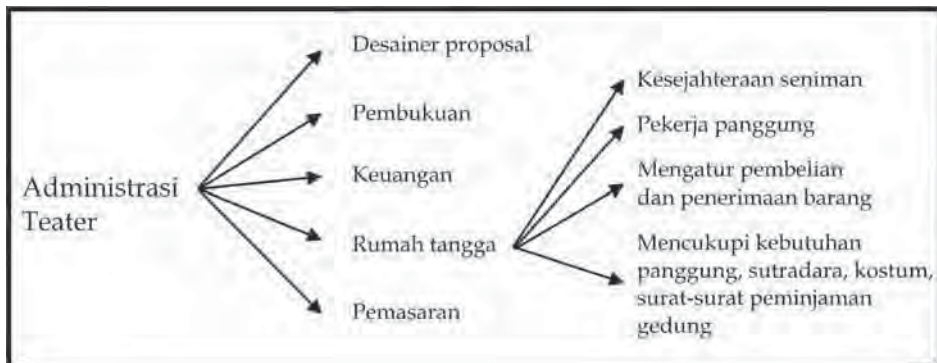 Administrasi
Teater
Desainer proposal
Pembukuan
Keuangan
Rumah tangga
Pemasaran
Kesejahteraan seniman
Pekerja panggung
Mengatur pembelian
dan penerimaan barang
Mencukupi kebutuhan
panggung, sutradara, kostum,
surat-surat peminjaman
gedung